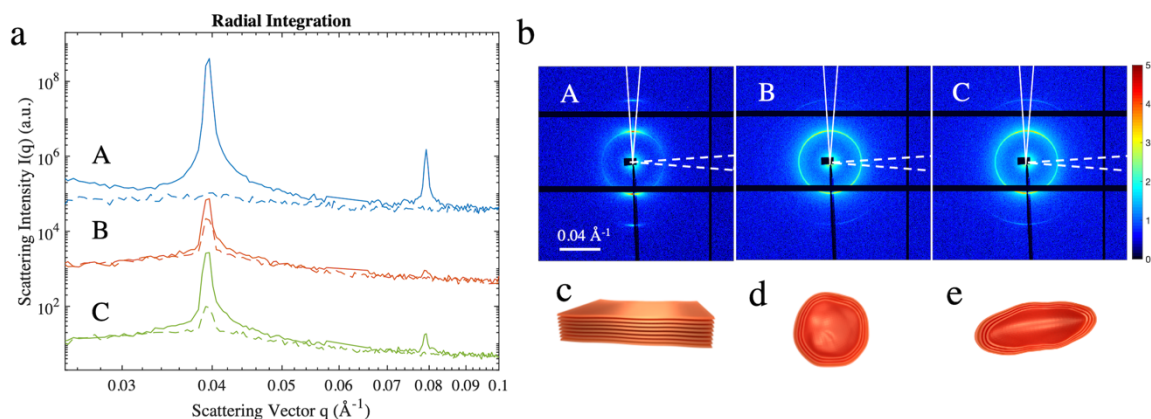 a
Radial Integration
Scattering Intensity I(q) (a.u.)
10^8
10^6
10^4
10^2
A
B
C
0.03
0.04
0.05
0.06
0.07
0.08
0.09
0.1
Scattering Vector q (Å^-1)
b
A
B
C
0.04 Å^-1
5
4
3
2
1
0
c
d
e